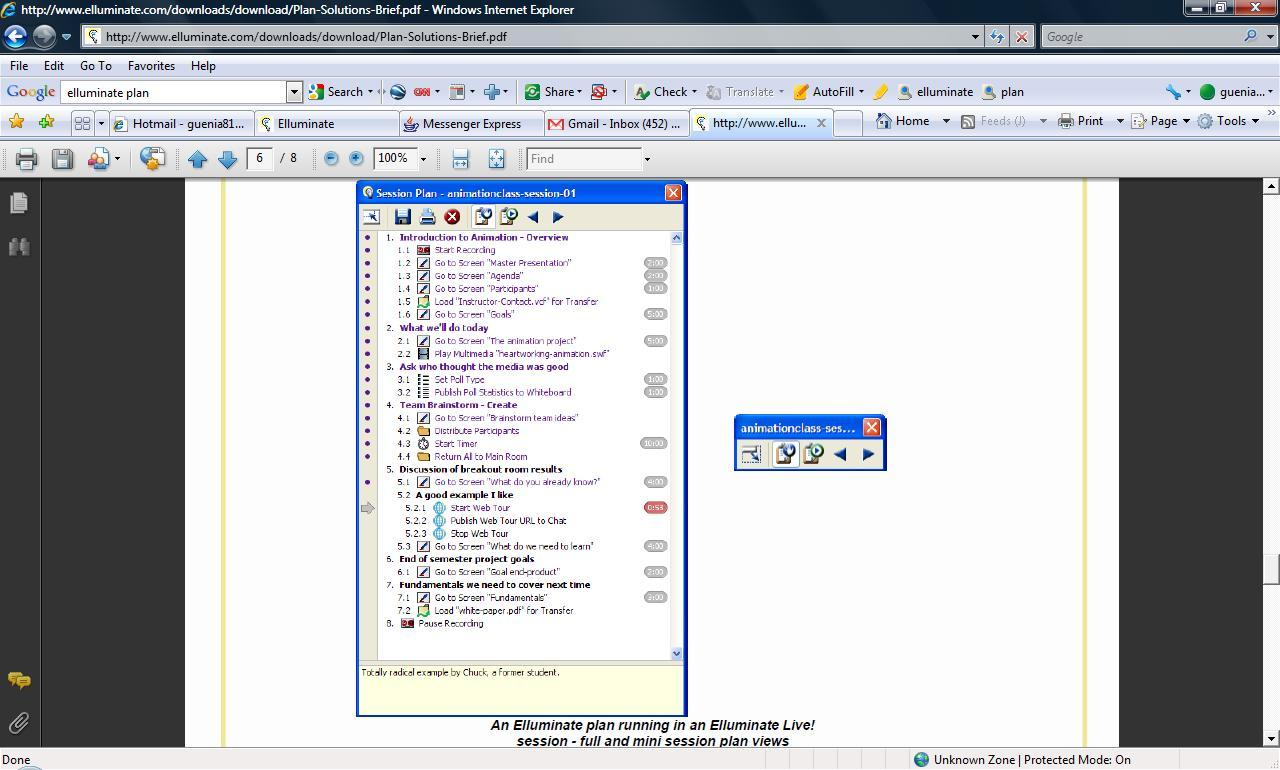 http://www.elluminate.com/downloads/download/Plan-Solutions-Brief.pdf - Windows Internet Explorer
http://www.elluminate.com/downloads/download/Plan-Solutions-Brief.pdf
Google
File Edit Go To Favorites Help
Google elluminate plan Search CNN Share Check Translate AutoFill elluminate plan guenia...
Hotmail - guenia81... Elluminate Messenger Express Gmail - Inbox (452) ... http://www.ellu... Home Feeds (J) Print Page Tools
6 / 8 100% Find
Session Plan - animationclass-session-01
1. Introduction to Animation - Overview
1.1 Start Recording
1.2 Go to Screen "Master Presentation" 2:00
1.3 Go to Screen "Agenda" 2:00
1.4 Go to Screen "Participants" 1:00
1.5 Load "Instructor-Contact.vcf" for Transfer
1.6 Go to Screen "Goals" 5:00
2. What we'll do today
2.1 Go to Screen "The animation project" 5:00
2.2 Play Multimedia "heartworking-animation.swf"
3. Ask who thought the media was good
3.1 Set Poll Type 1:00
3.2 Publish Poll Statistics to Whiteboard 1:00
4. Team Brainstorm - Create
4.1 Go to Screen "Brainstorm team ideas"
4.2 Distribute Participants
4.3 Start Timer 10:00
4.4 Return All to Main Room
5. Discussion of breakout room results
5.1 Go to Screen "What do you already know?" 4:00
5.2 A good example I like
5.2.1 Start Web Tour 0:53
5.2.2 Publish Web Tour URL to Chat
5.2.3 Stop Web Tour
5.3 Go to Screen "What do we need to learn" 4:00
6. End of semester project goals
6.1 Go to Screen "Goal end-product" 2:00
7. Fundamentals we need to cover next time
7.1 Go to Screen "Fundamentals" 3:00
7.2 Load "white-paper.pdf" for Transfer
8. Pause Recording
Totally radical example by Chuck, a former student.
animationclass-ses...
An Elluminate plan running in an Elluminate Live!
session - full and mini session plan views
Done Unknown Zone | Protected Mode: On